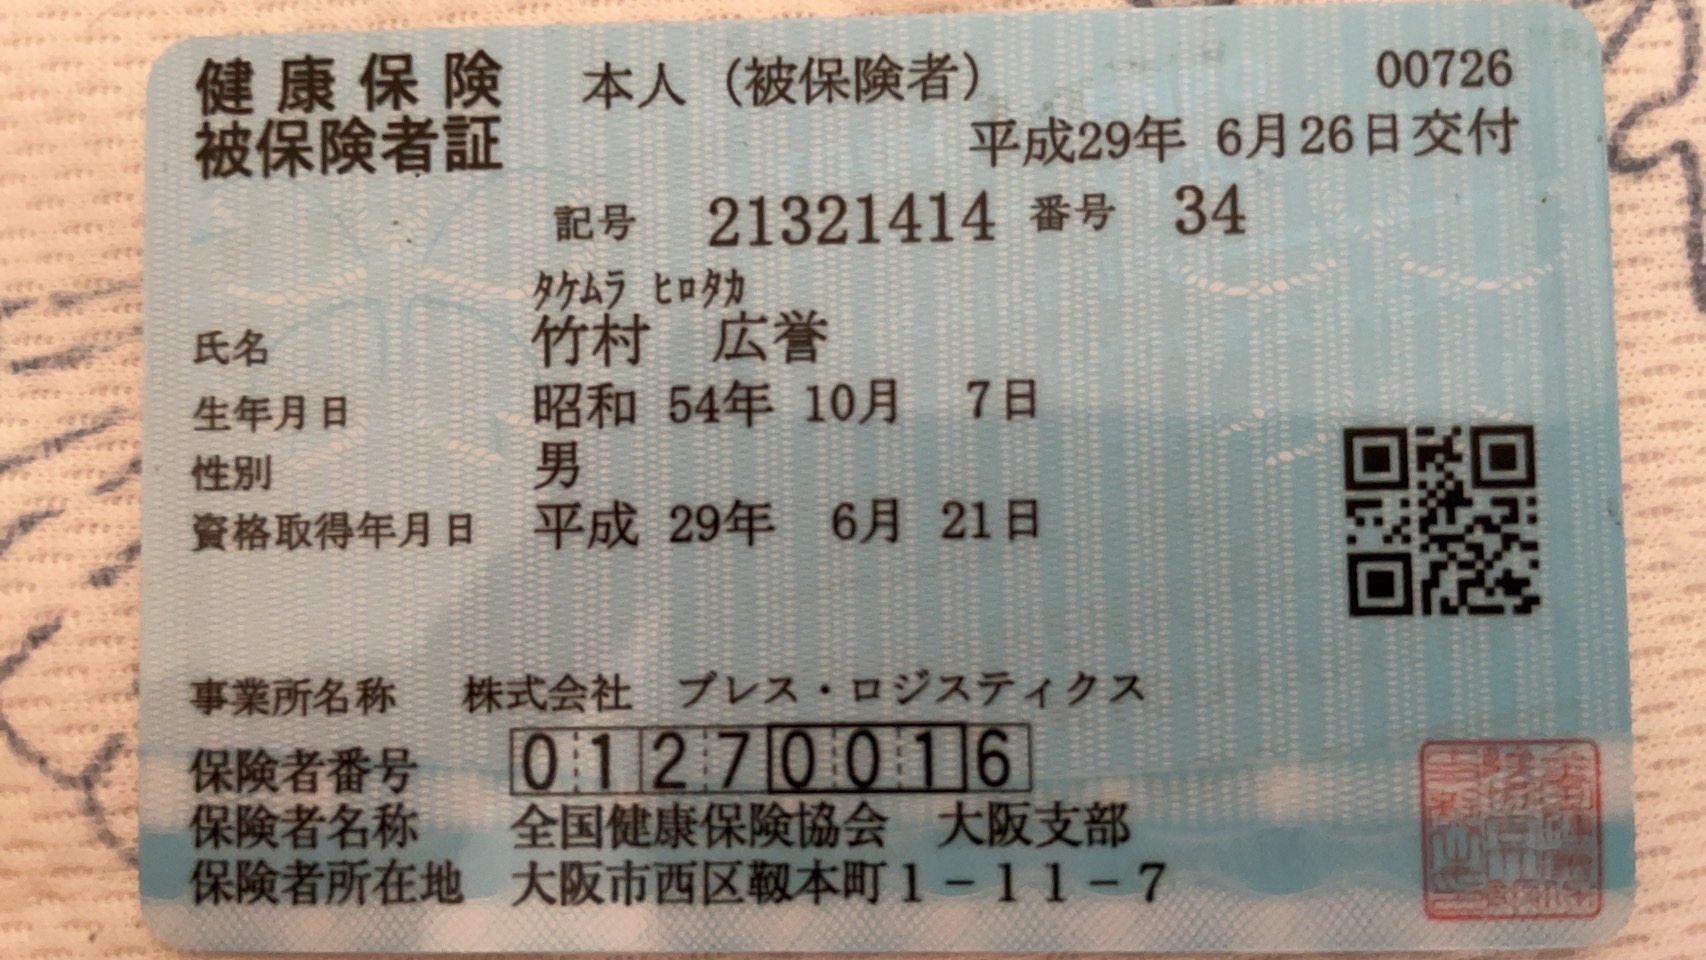 健康保険 本人(被保険者) 00726
被保険者証 平成29年 6月26日交付
記号 21321414 番号 34
タケムラ ヒロタカ
氏名 竹村 広誉
生年月日 昭和 54年 10月 7日
性別 男
資格取得年月日 平成 29年 6月 21日
事業所名称 株式会社 プレス・ロジスティクス
保険者番号 01270016
保険者名称 全国健康保険協会 大阪支部
保険者所在地 大阪市西区靱本町1-11-7